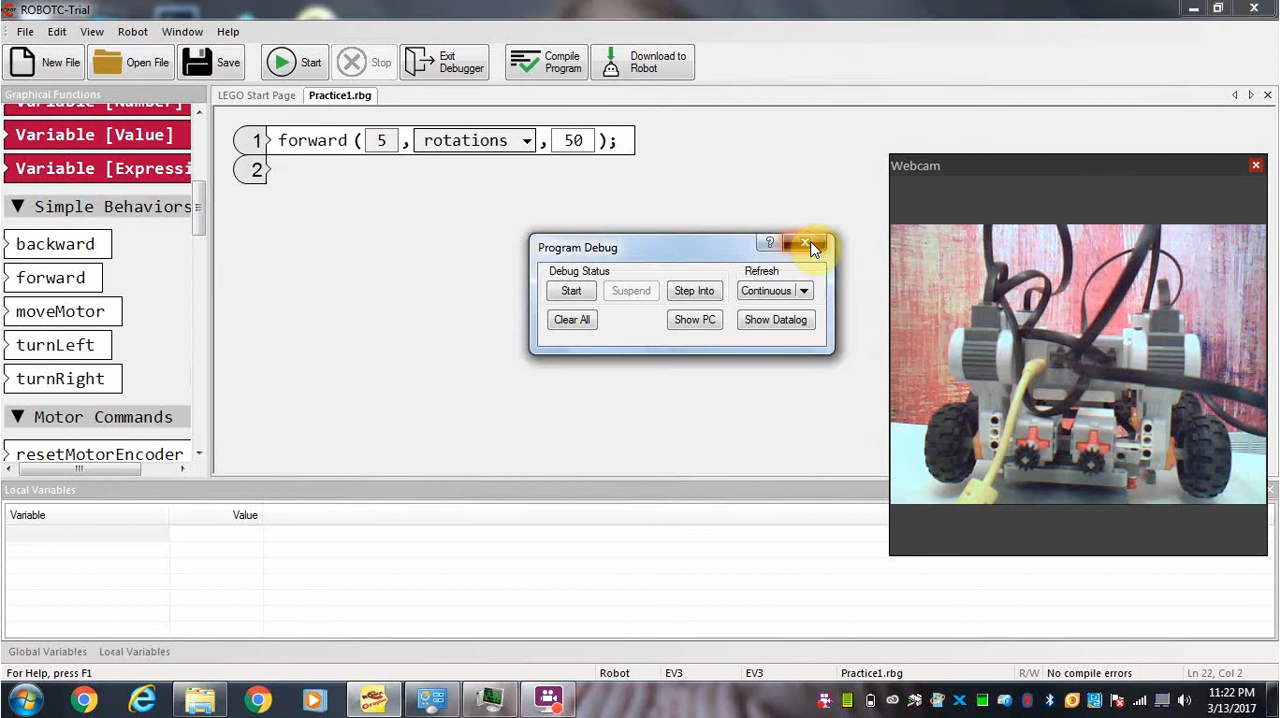 ROBOTC-Trial
File Edit View Robot Window Help
New File Open File Save Start Stop Exit Debugger Compile Program Download to Robot
Graphical Functions
LEGO Start Page Practice1.rbg
Variable [Number]
Variable [Value]
Variable [Expressi
Simple Behaviors
backward
forward
moveMotor
turnLeft
turnRight
Motor Commands
resetMotorEncoder
1 forward ( 5 , rotations , 50 );
2
Program Debug
?
Debug Status Refresh
Start Suspend Step Into Continuous
Clear All Show PC Show Datalog
Webcam
Local Variables
Variable Value
Global Variables Local Variables
For Help, press F1 Robot EV3 EV3 Practice1.rbg R/W No compile errors Ln 22, Col 2
11:22 PM
3/13/2017